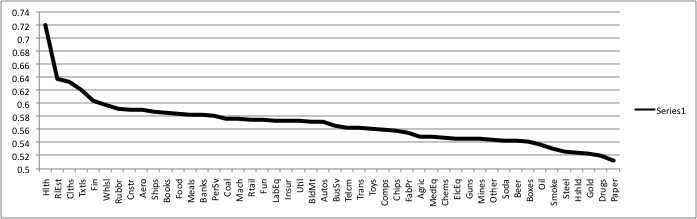 0.74
0.72
0.7
0.68
0.66
0.64
0.62
0.6
0.58
0.56
0.54
0.52
0.5
Hlth
RlEst
Clths
Txtls
Fin
Whlsl
Rubbr
Cnstr
Aero
Ships
Books
Food
Meals
Banks
PerSv
Coal
Mach
Rtail
Fun
LabEq
Insur
Util
BldMt
Autos
BusSv
Telcm
Trans
Toys
Comps
Chips
FabPr
Agric
MedEq
Chems
ElcEq
Guns
Mines
Other
Soda
Beer
Boxes
Oil
Smoke
Steel
Hshld
Gold
Drugs
Paper
Series1